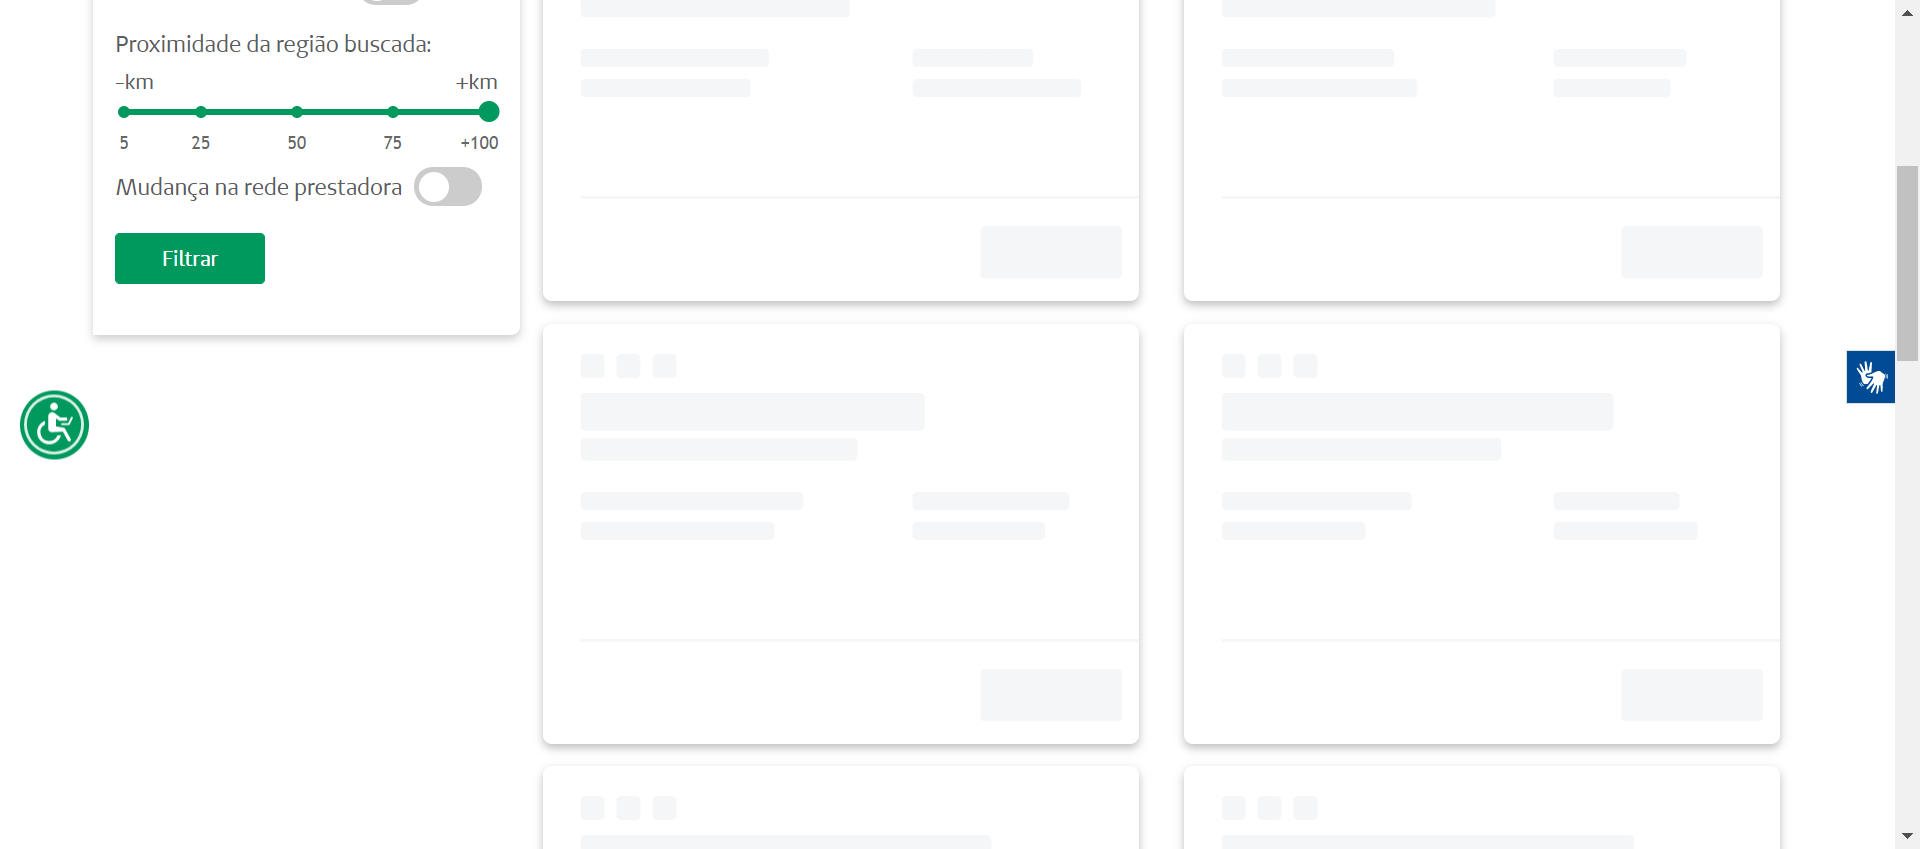 Proximidade da região buscada:
-km +km
5 25 50 75 +100
Mudança na rede prestadora
Filtrar